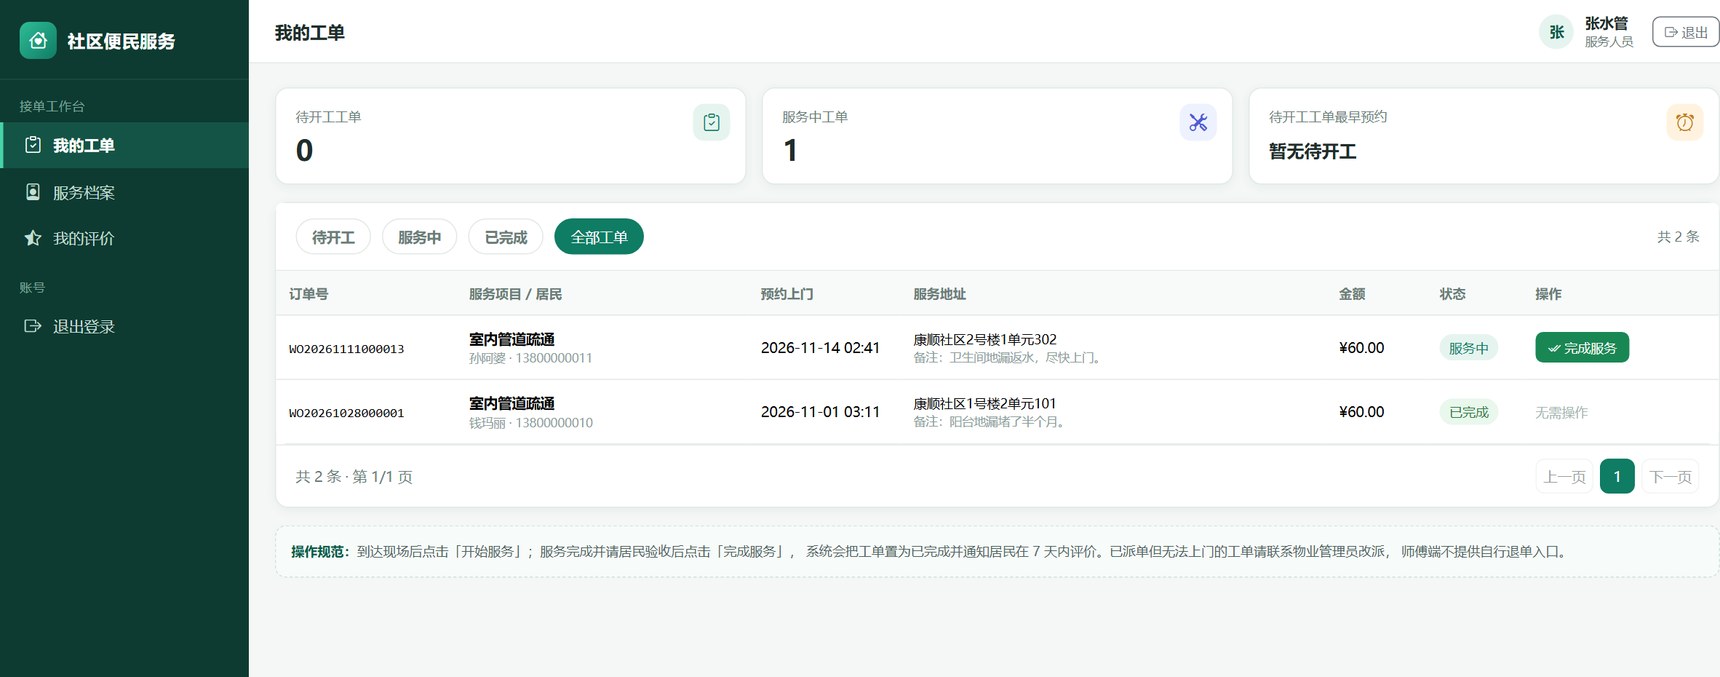 社区便民服务
接单工作台
我的工单
服务档案
我的评价
账号
退出登录
我的工单
张
张水管
服务人员
退出
待开工工单
0
服务中工单
1
待开工工单最早预约
暂无待开工
待开工 服务中 已完成 全部工单 共 2 条
订单号 服务项目 / 居民 预约上门 服务地址 金额 状态 操作
WO20261111000013 室内管道疏通 2026-11-14 02:41 康顺社区2号楼1单元302 ¥60.00 服务中 完成服务
孙阿婆 · 13800000011 备注：卫生间地漏返水，尽快上门。
WO20261028000001 室内管道疏通 2026-11-01 03:11 康顺社区1号楼2单元101 ¥60.00 已完成 无需操作
钱玛丽 · 13800000010 备注：阳台地漏堵了半个月。
共 2 条 · 第 1/1 页 上一页 1 下一页
操作规范：到达现场后点击「开始服务」；服务完成并请居民验收后点击「完成服务」， 系统会把工单置为已完成并通知居民在 7 天内评价。已派单但无法上门的工单请联系物业管理员改派， 师傅端不提供自行退单入口。